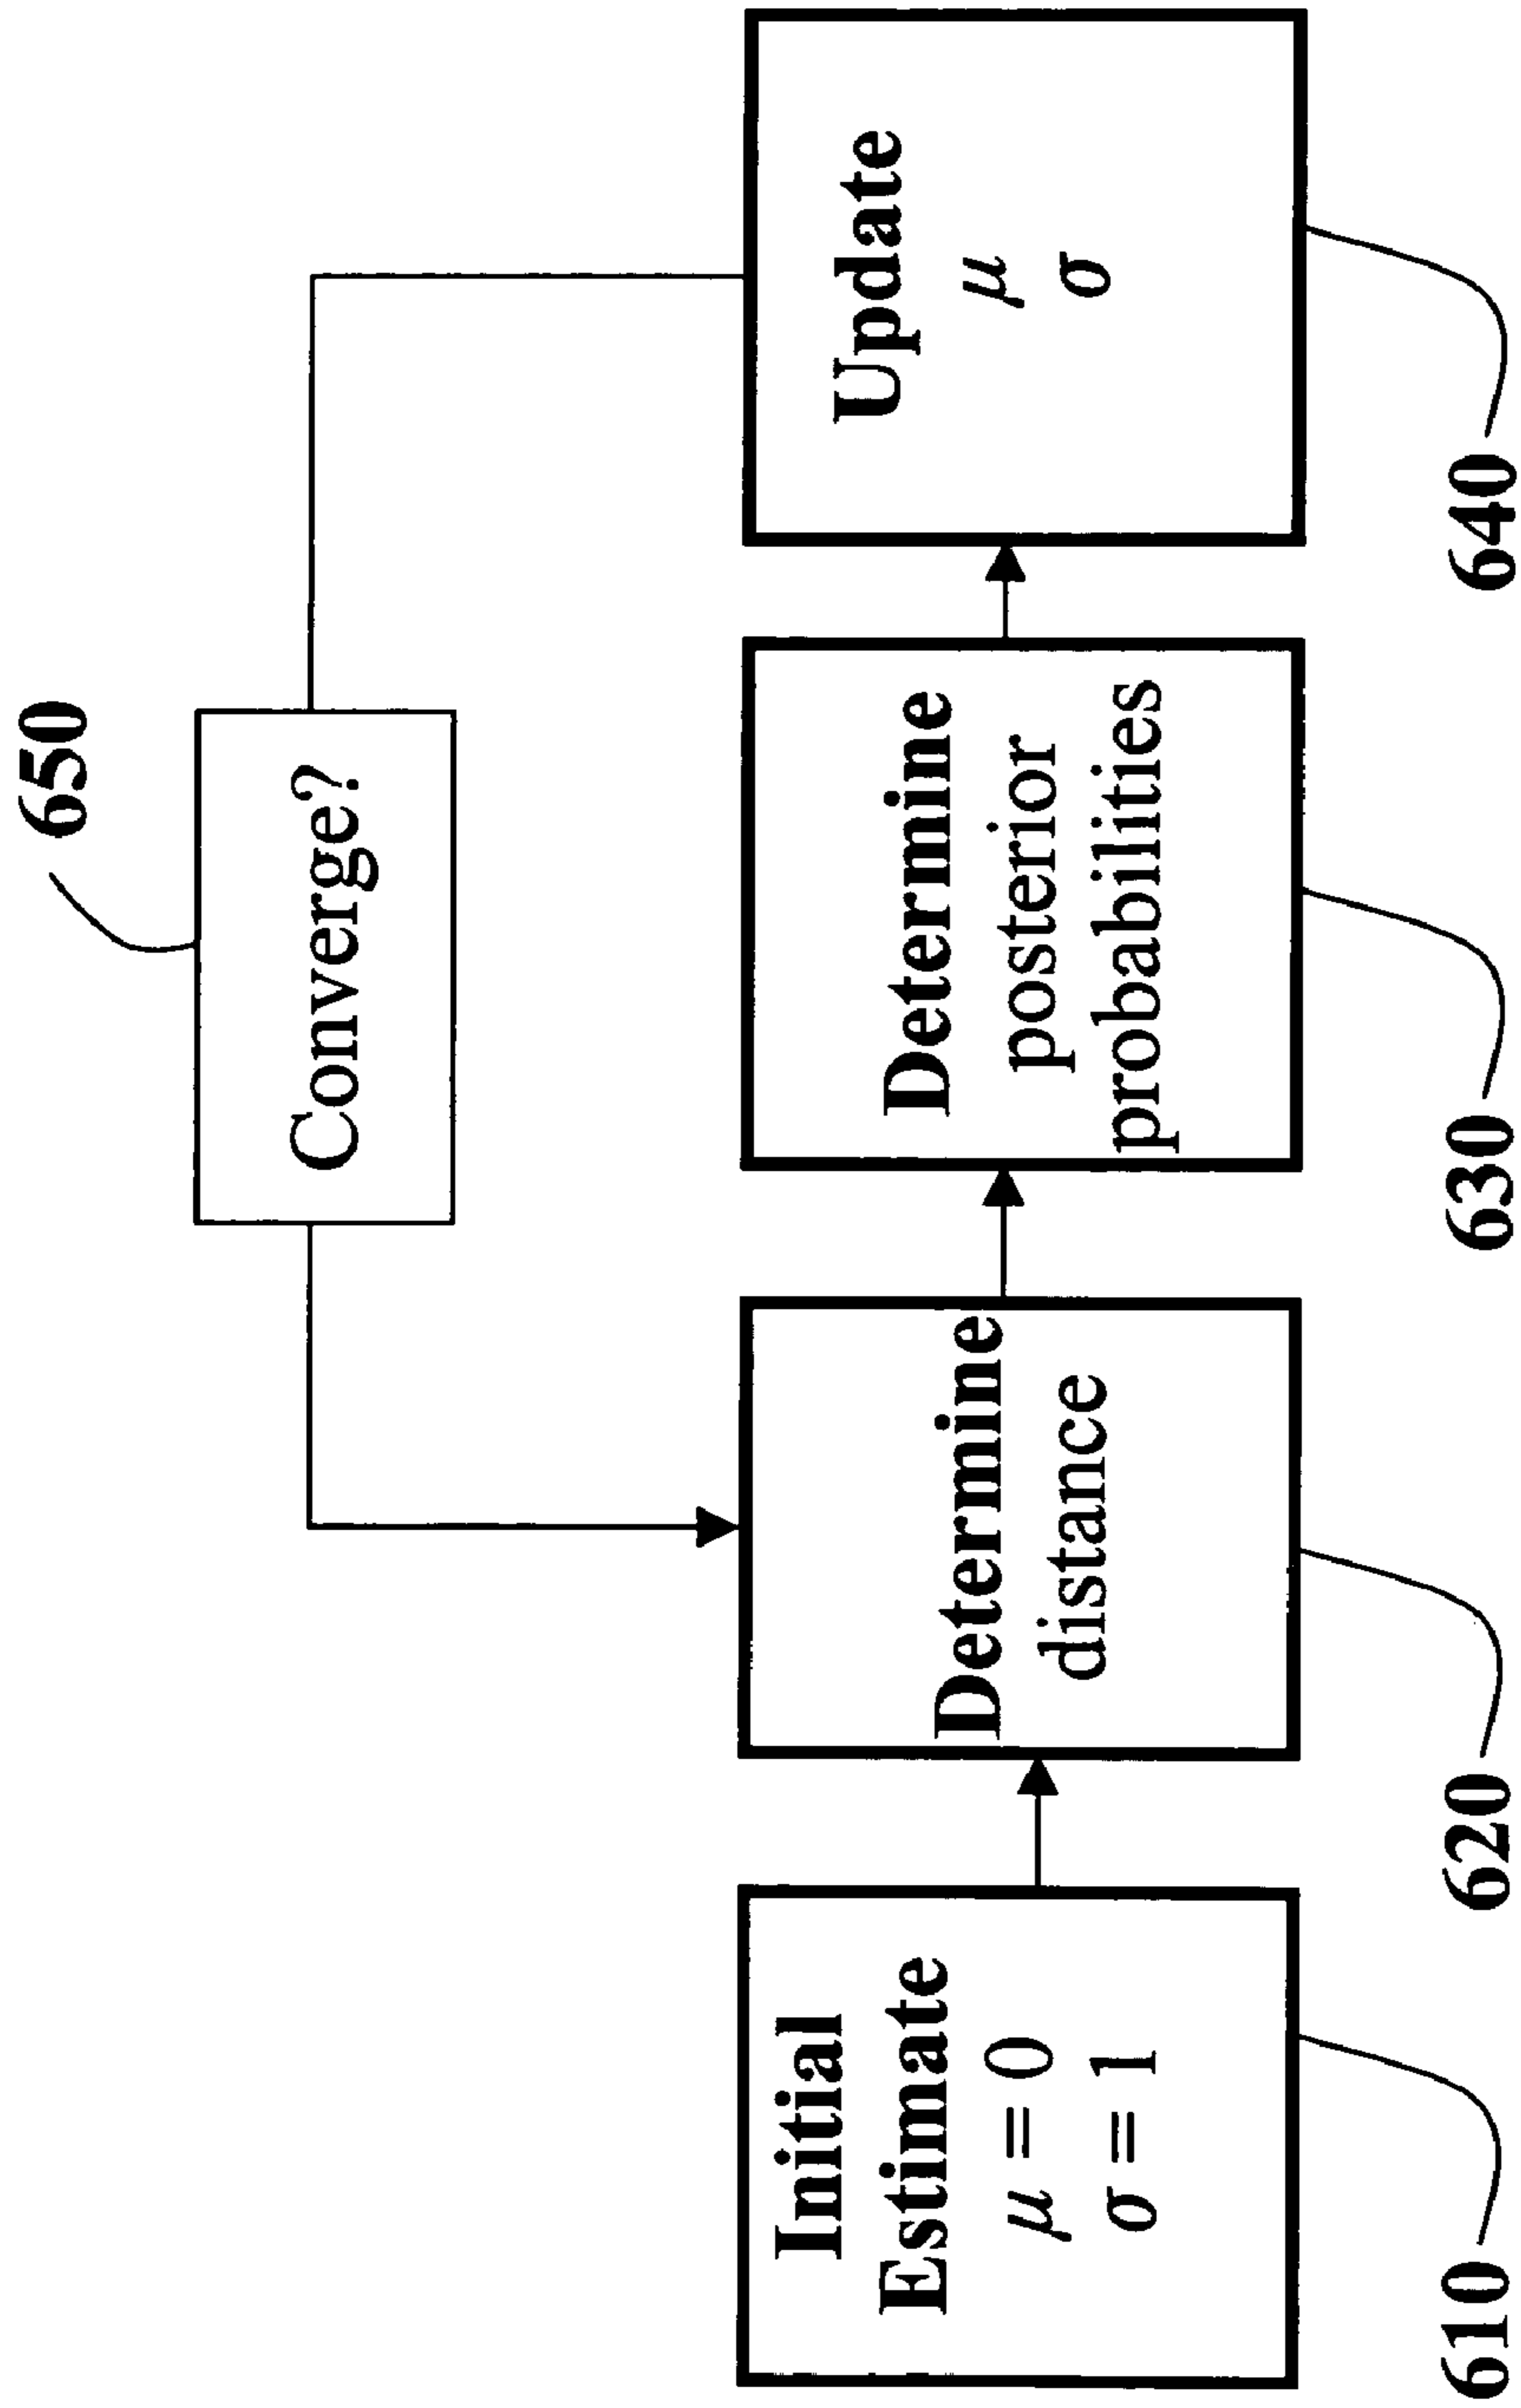 650
Converge?
Initial
Estimate
μ = 0
σ = 1
Determine
distance
Determine
posterior
probabilities
Update
μ
σ
610
620
630
640